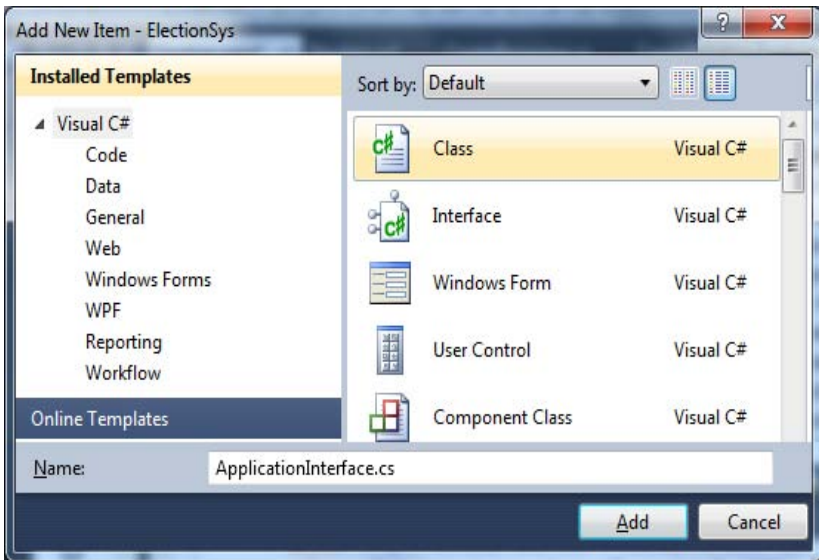 Add New Item - ElectionSys
Installed Templates
Visual C#
Code
Data
General
Web
Windows Forms
WPF
Reporting
Workflow
Online Templates
Sort by: Default
Class Visual C#
Interface Visual C#
Windows Form Visual C#
User Control Visual C#
Component Class Visual C#
Name: ApplicationInterface.cs
Add Cancel